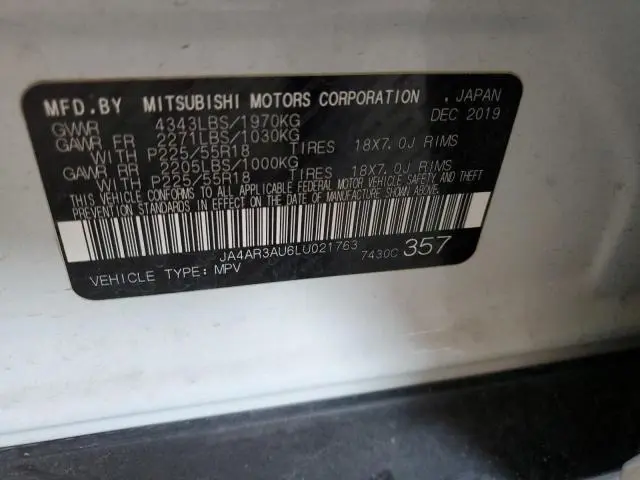 MFD.BY MITSUBISHI MOTORS CORPORATION , JAPAN
GVWR 4343LBS/1970KG DEC 2019
GAWR FR 2271LBS/1030KG
WITH P225/55R18 TIRES 18X7.0J RIMS
GAWR RR 2205LBS/1000KG
WITH P225/55R18 TIRES 18X7.0J RIMS
THIS VEHICLE CONFORMS TO ALL APPLICABLE FEDERAL MOTOR VEHICLE SAFETY AND THEFT
PREVENTION STANDARDS IN EFFECT ON THE DATE OF MANUFACTURE SHOWN ABOVE.
JA4AR3AU6LU021763 7430C 357
VEHICLE TYPE: MPV